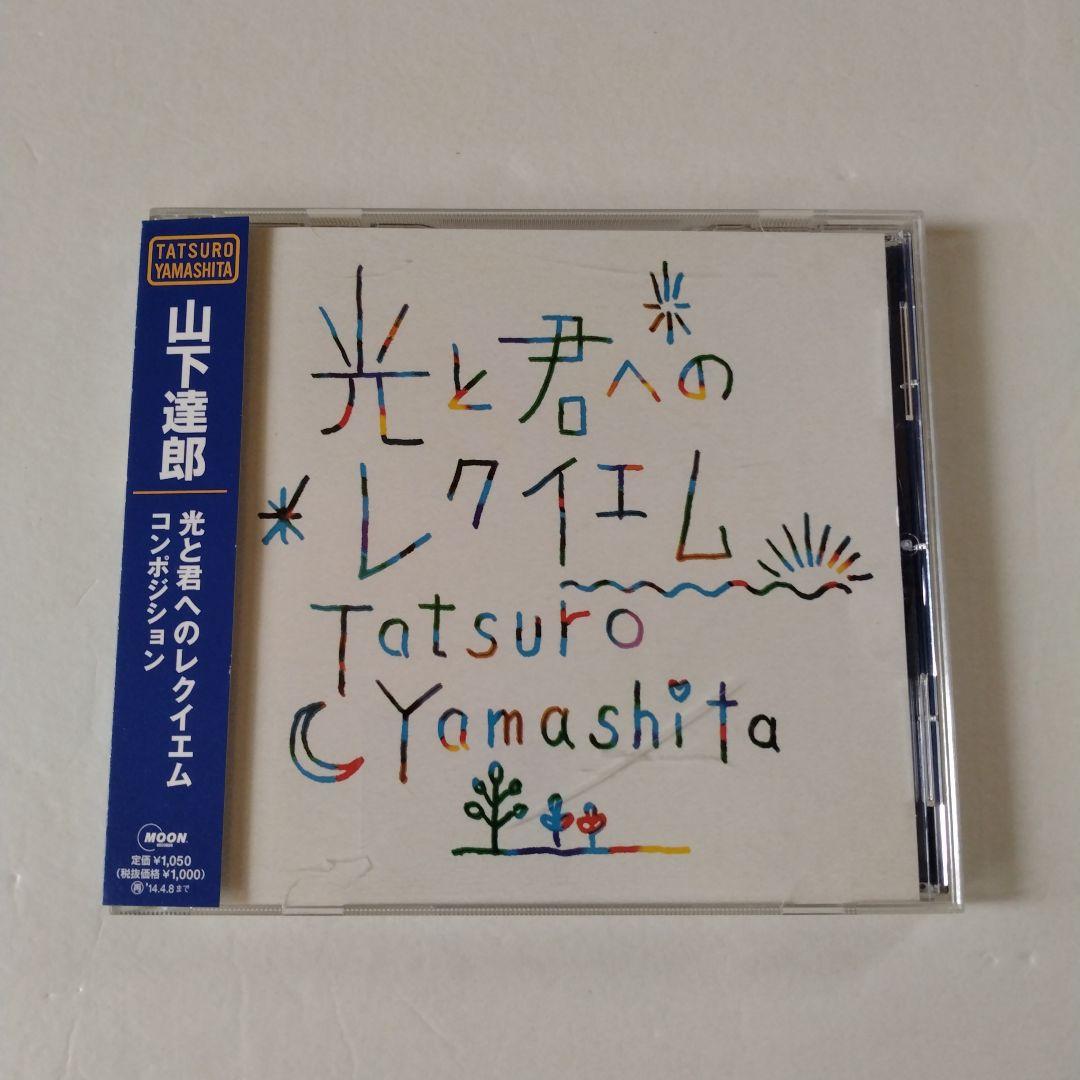 TATSURO
YAMASHITA
山下達郎
光と君へのレクイエム
コンポジション
MOON
RECORDS
定価 ¥1,050
(税抜価格 ¥1,000)
再 '14.4.8まで
光と君への
レクイエム
Tatsuro
Yamashita